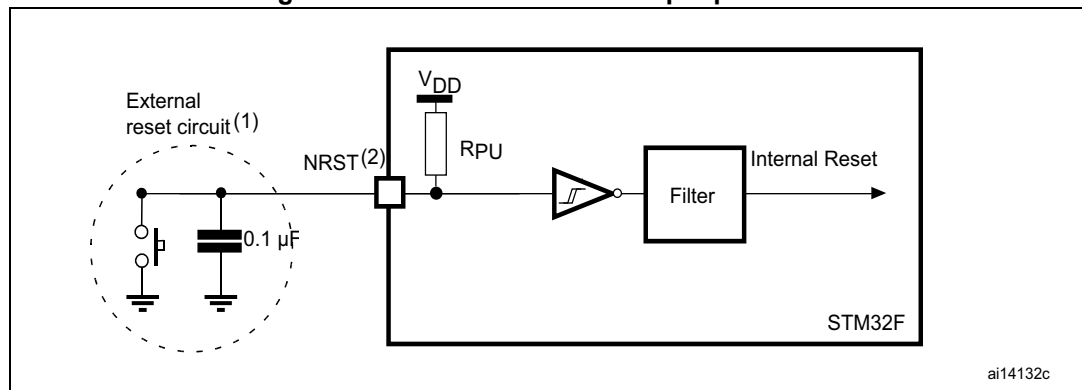 VDD
External
reset circuit(1)
NRST(2)
RPU
Internal Reset
Filter
0.1 µF
STM32F
ai14132c